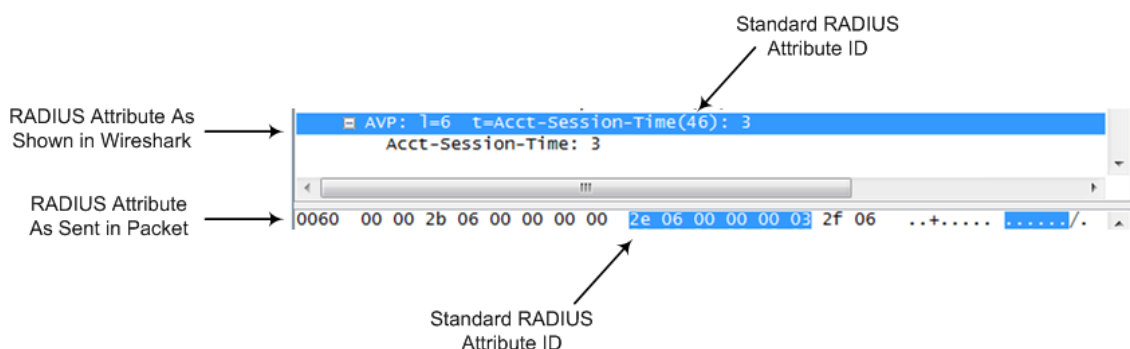 Standard RADIUS
Attribute ID
RADIUS Attribute As
Shown in Wireshark
AVP: l=6 t=Acct-Session-Time(46): 3
Acct-Session-Time: 3
RADIUS Attribute
As Sent in Packet
0060 00 00 2b 06 00 00 00 00 2e 06 00 00 00 03 2f 06 ..+..... ....../.
Standard RADIUS
Attribute ID